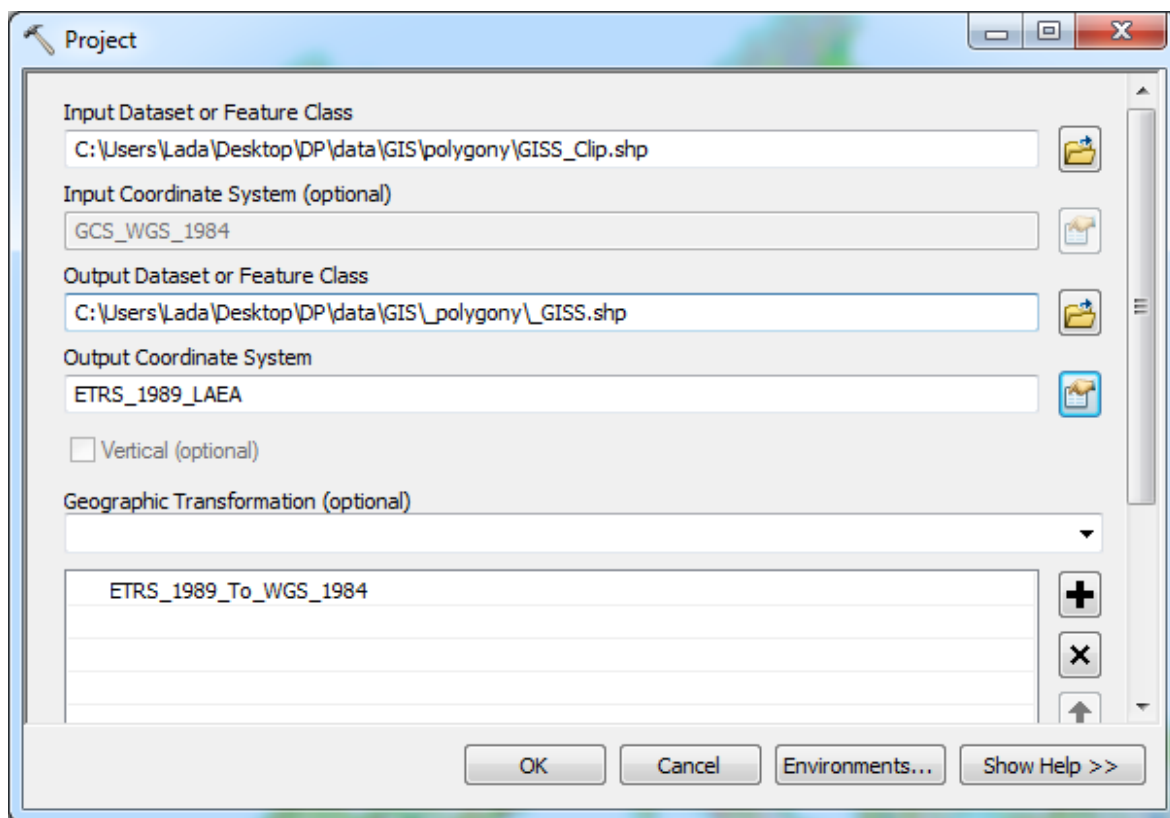 Project
Input Dataset or Feature Class
C:\Users\Lada\Desktop\DP\data\GIS\polygony\GISS_Clip.shp
Input Coordinate System (optional)
GCS_WGS_1984
Output Dataset or Feature Class
C:\Users\Lada\Desktop\DP\data\GIS\_polygony\_GISS.shp
Output Coordinate System
ETRS_1989_LAEA
Vertical (optional)
Geographic Transformation (optional)
ETRS_1989_To_WGS_1984
OK Cancel Environments... Show Help >>